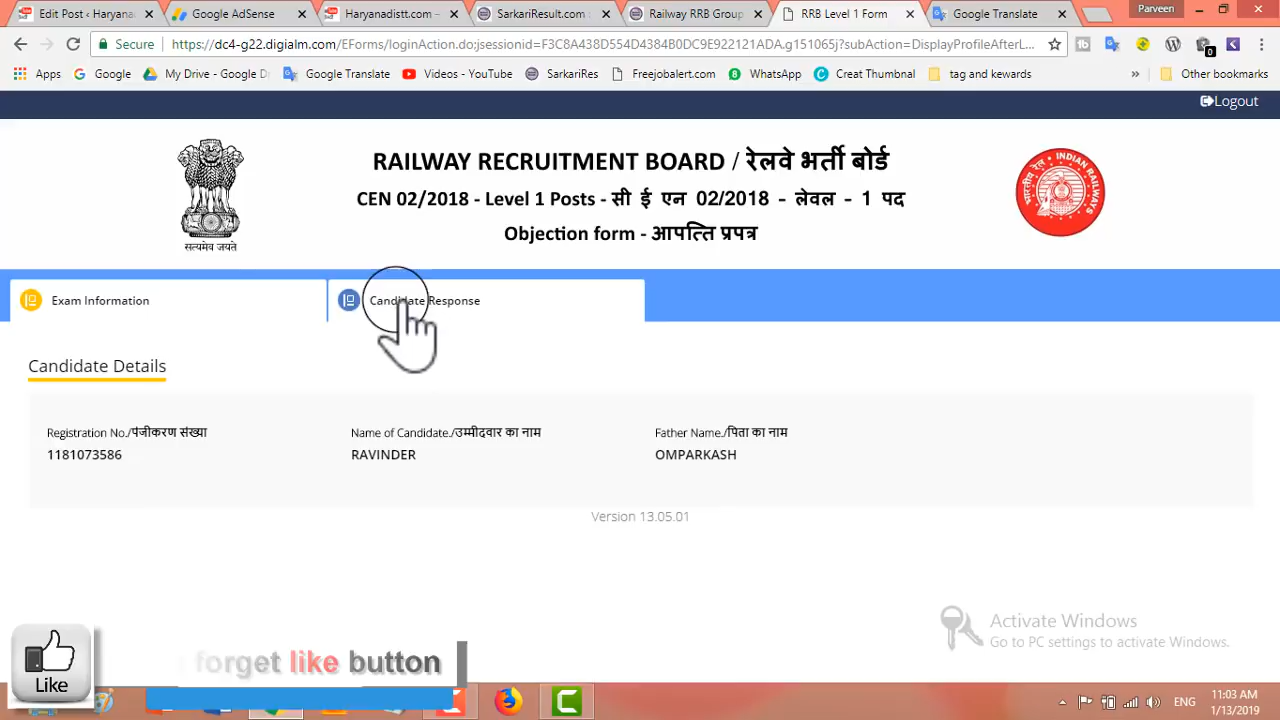 Edit Post ‹ Haryanadist
Google AdSense
Haryanadistt.com –
SarkariResult.com :
Railway RRB Group
RRB Level 1 Form
Google Translate
Parveen
Secure
https://dc4-g22.digialm.com/EForms/loginAction.do;jsessionid=F3C8A438D554D4384B0DC9E92C2121ADA.g151065j?subAction=DisplayProfileAfterL...
Apps
Google
My Drive - Google Dr
Google Translate
Videos - YouTube
SarkariRes
Freejobalert.com
WhatsApp
Creat Thumbnal
tag and kewards
»
Other bookmarks
Logout
RAILWAY RECRUITMENT BOARD / रेलवे भर्ती बोर्ड
CEN 02/2018 - Level 1 Posts - सी ई एन 02/2018 - लेवल - 1 पद
Objection form - आपत्ति प्रपत्र
सत्यमेव जयते
INDIAN RAILWAYS
भारतीय रेल
Exam Information
Candidate Response
Candidate Details
Registration No./पंजीकरण संख्या
Name of Candidate./उम्मीदवार का नाम
Father Name./पिता का नाम
1181073586
RAVINDER
OMPARKASH
Version 13.05.01
Activate Windows
Go to PC settings to activate Windows.
Like
forget like button
ENG
11:03 AM
1/13/2019